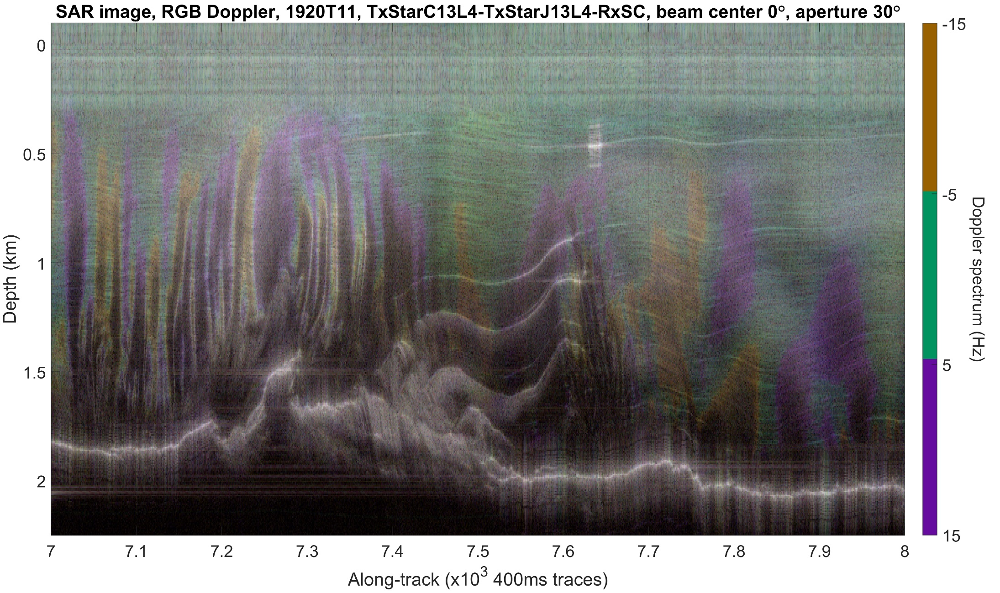 SAR image, RGB Doppler, 1920T11, TxStarC13L4-TxStarJ13L4-RxSC, beam center 0°, aperture 30°
0
0.5
1
1.5
2
Depth (km)
7 7.1 7.2 7.3 7.4 7.5 7.6 7.7 7.8 7.9 8
Along-track (x10³ 400ms traces)
-15
-5
5
15
Doppler spectrum (Hz)